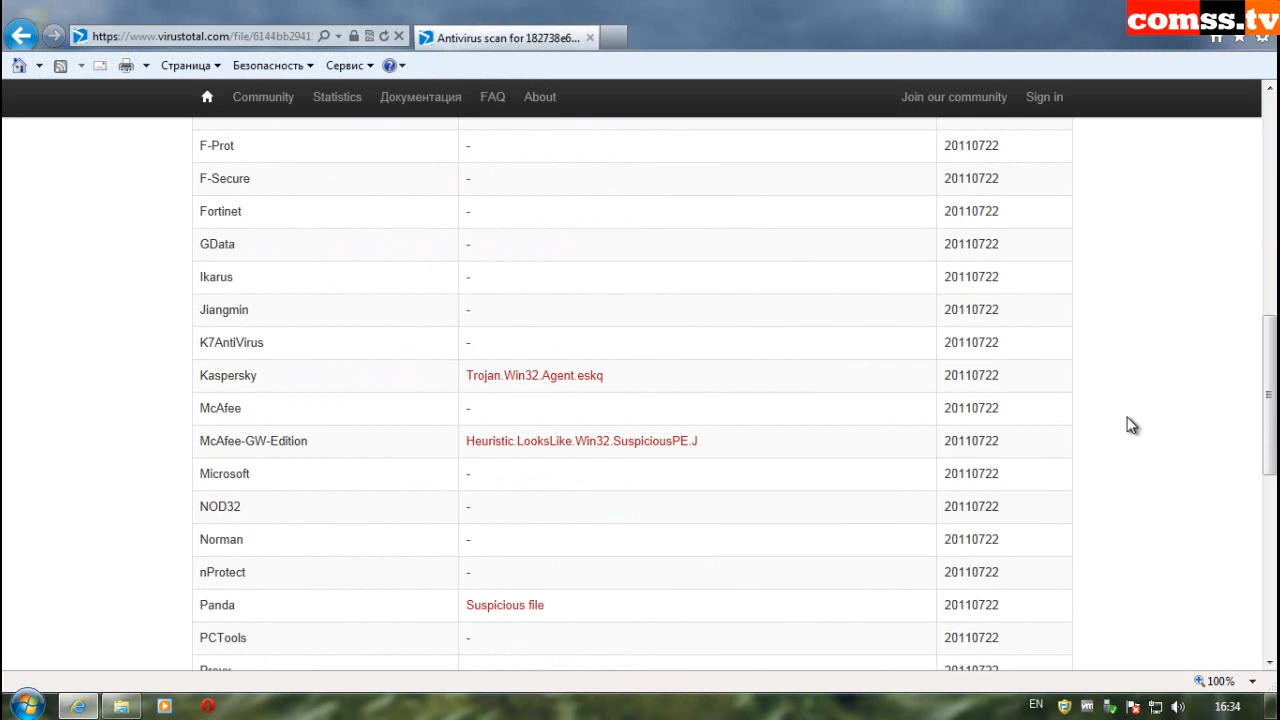 comss.tv
https://www.virustotal.com/file/6144bb2941
Antivirus scan for 182738e6...
Страница Безопасность Сервис
Community Statistics Документация FAQ About Join our community Sign in
F-Prot - 20110722
F-Secure - 20110722
Fortinet - 20110722
GData - 20110722
Ikarus - 20110722
Jiangmin - 20110722
K7AntiVirus - 20110722
Kaspersky Trojan.Win32.Agent.eskq 20110722
McAfee - 20110722
McAfee-GW-Edition Heuristic.LooksLike.Win32.SuspiciousPE.J 20110722
Microsoft - 20110722
NOD32 - 20110722
Norman - 20110722
nProtect - 20110722
Panda Suspicious file 20110722
PCTools - 20110722
100%
EN 16:34